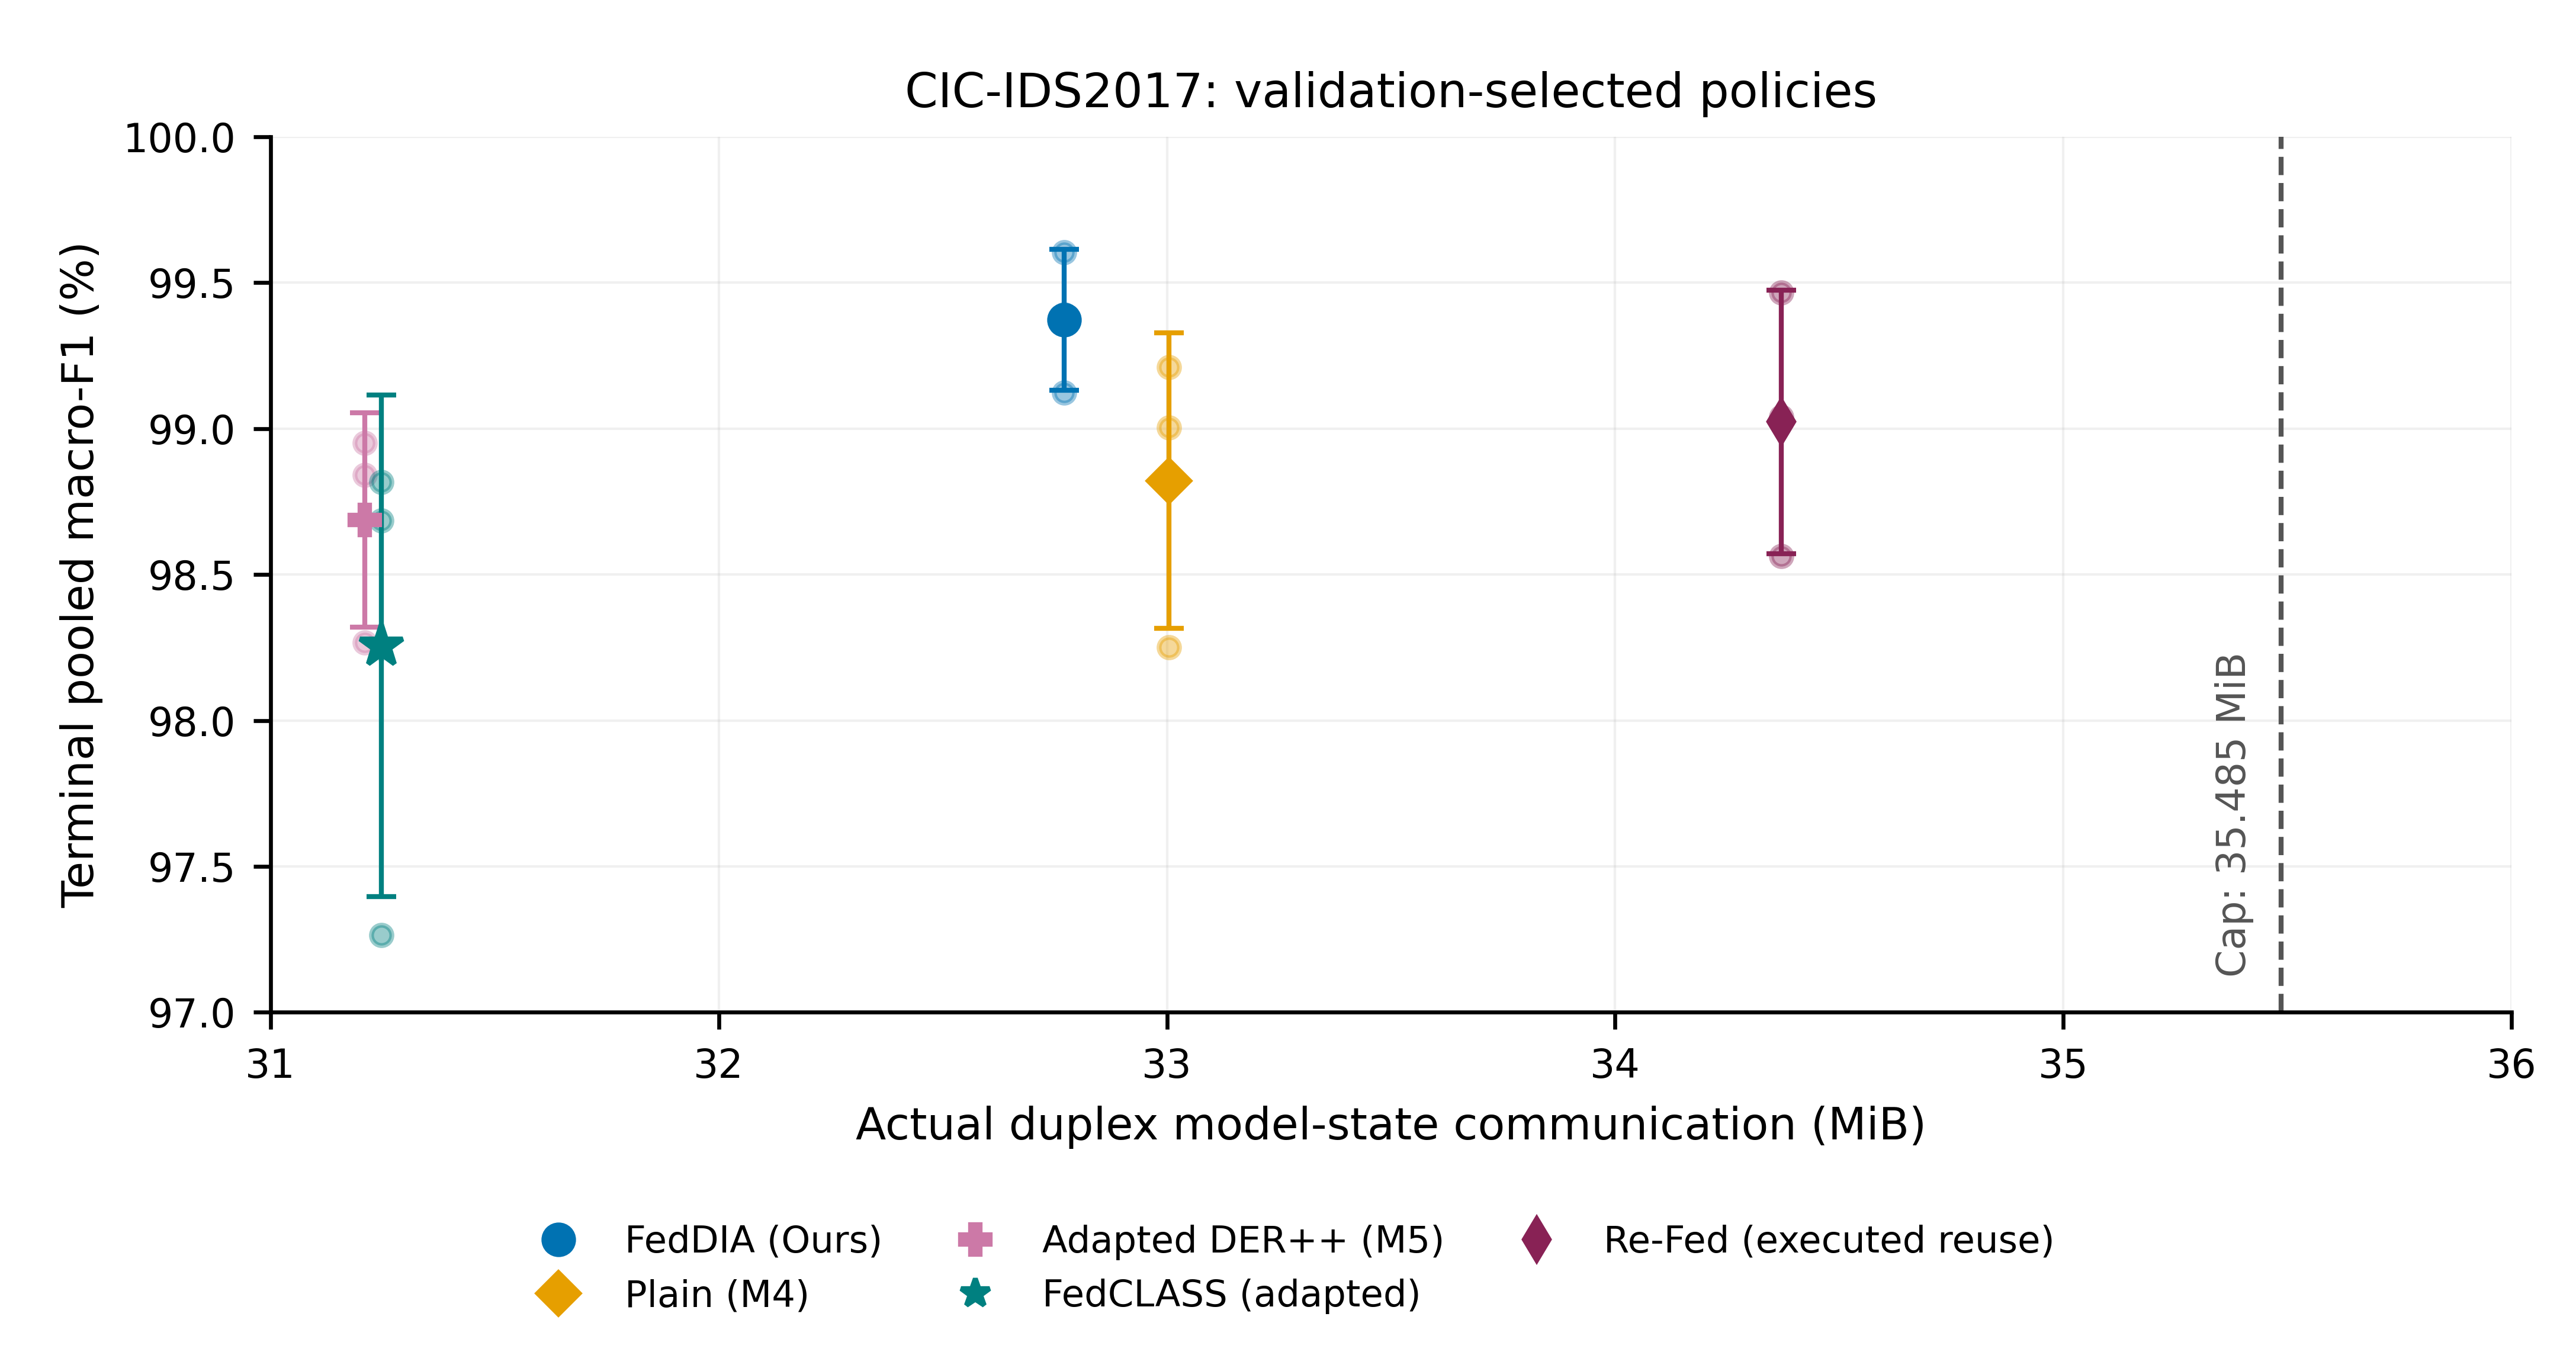 CIC-IDS2017: validation-selected policies
Terminal pooled macro-F1 (%)
100.0
99.5
99.0
98.5
98.0
97.5
97.0
Cap: 35.485 MiB
31 32 33 34 35 36
Actual duplex model-state communication (MiB)
FedDIA (Ours) Adapted DER++ (M5) Re-Fed (executed reuse)
Plain (M4) FedCLASS (adapted)